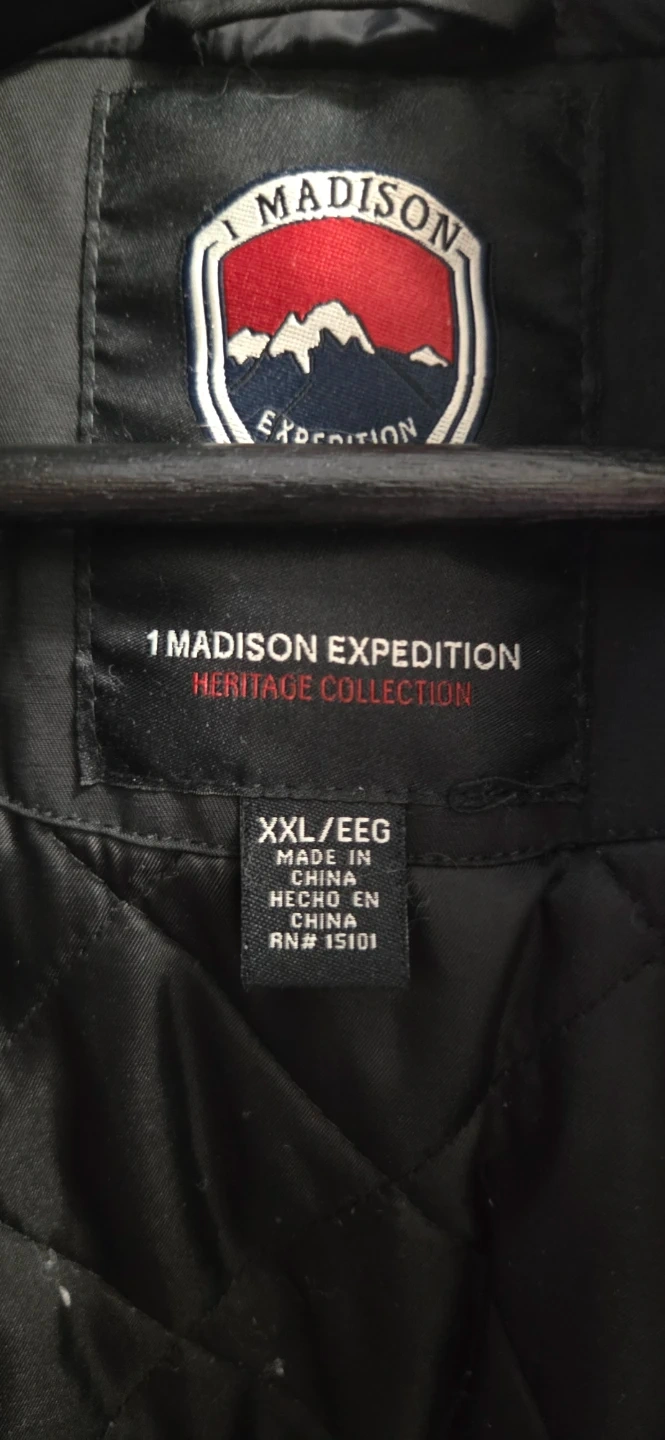 1 MADISON
EXPEDITION
1 MADISON EXPEDITION
HERITAGE COLLECTION
XXL/EEG
MADE IN
CHINA
HECHO EN
CHINA
RN# 15101